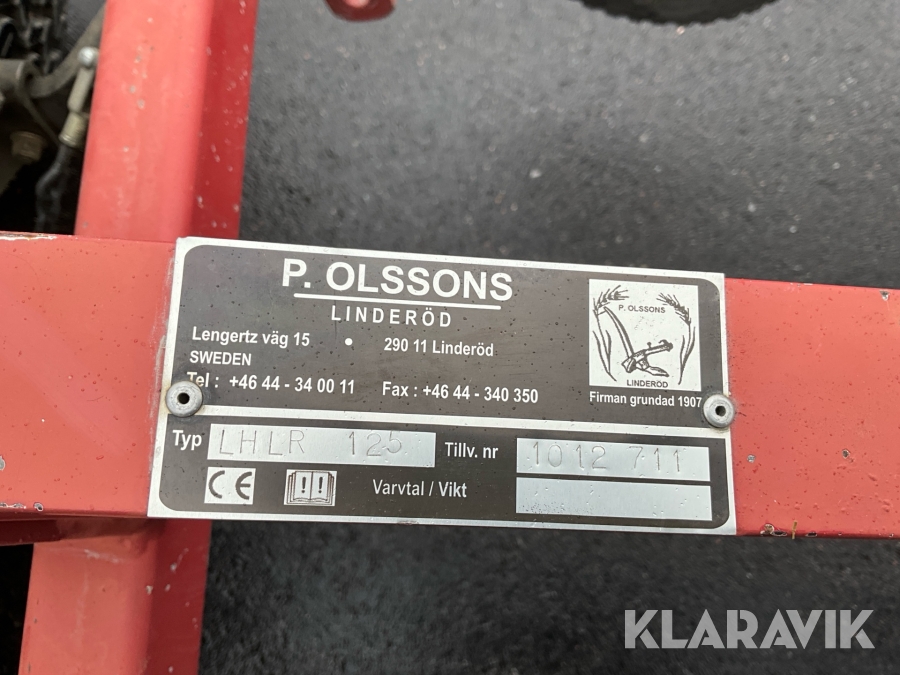 P. OLSSONS
LINDERÖD
Lengertz väg 15 • 290 11 Linderöd
SWEDEN
Tel : +46 44 - 34 00 11 Fax : +46 44 - 340 350
P. OLSSONS
LINDERÖD
Firman grundad 1907
Typ LHLR 125 Tillv. nr 1012 711
CE !! Varvtal / Vikt
KLARAVIK